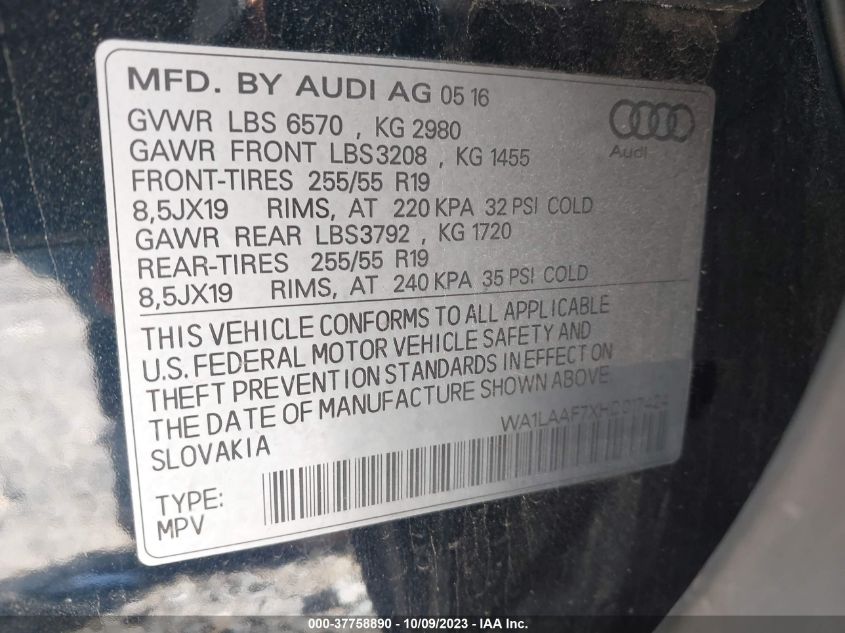 MFD. BY AUDI AG 05 16
Audi
GVWR LBS 6570 , KG 2980
GAWR FRONT LBS3208 , KG 1455
FRONT-TIRES 255/55 R19
8,5JX19 RIMS, AT 220 KPA 32 PSI COLD
GAWR REAR LBS3792 , KG 1720
REAR-TIRES 255/55 R19
8,5JX19 RIMS, AT 240 KPA 35 PSI COLD
THIS VEHICLE CONFORMS TO ALL APPLICABLE
U.S. FEDERAL MOTOR VEHICLE SAFETY AND
THEFT PREVENTION STANDARDS IN EFFECT ON
THE DATE OF MANUFACTURE SHOWN ABOVE
SLOVAKIA
TYPE:
MPV
000-37758890 - 10/09/2023 - IAAI.COM